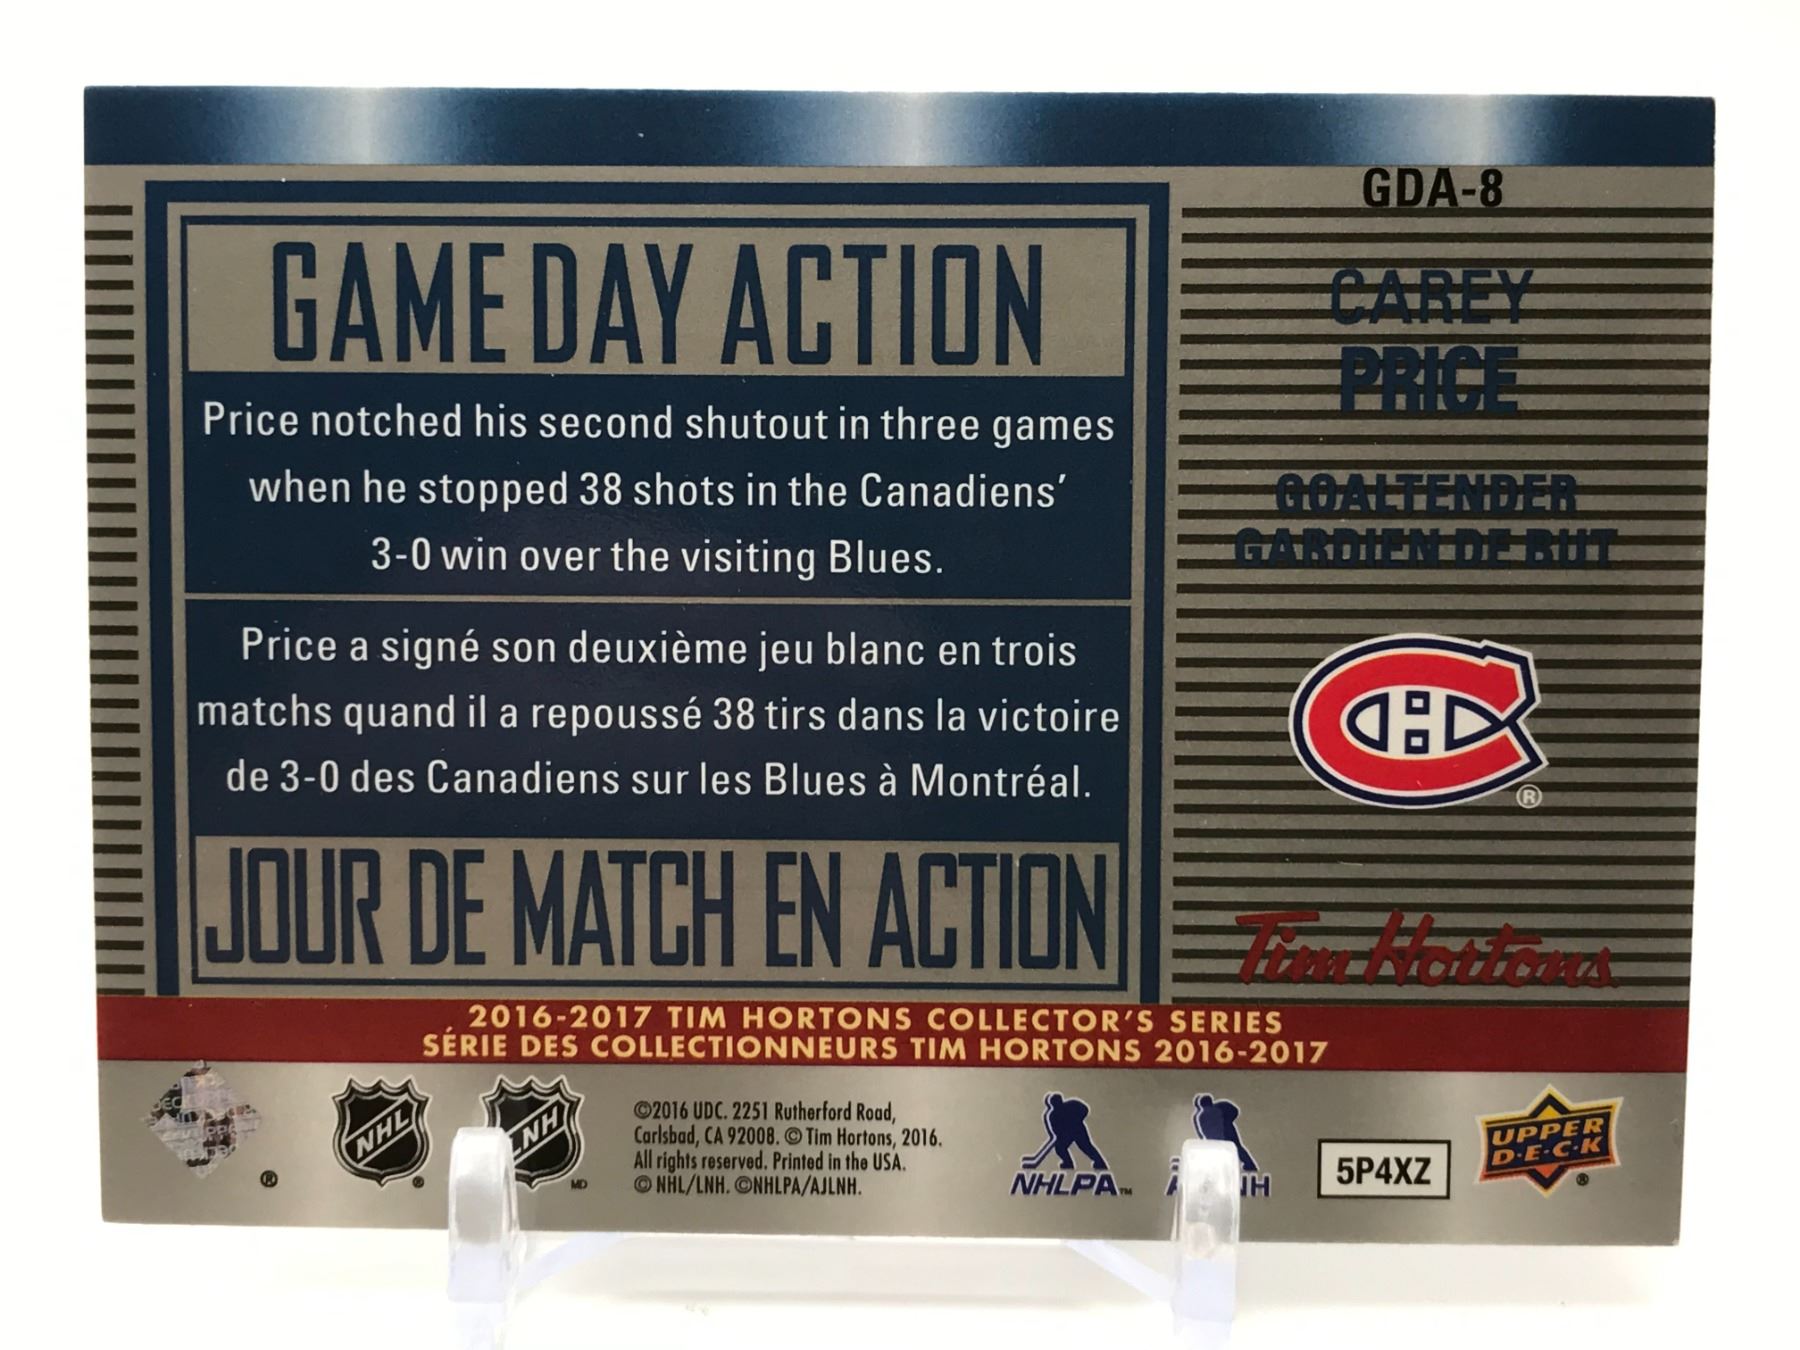 GDA-8
CAREY
PRICE
GOALTENDER
GARDIEN DE BUT
GAME DAY ACTION
Price notched his second shutout in three games
when he stopped 38 shots in the Canadiens’
3-0 win over the visiting Blues.
Price a signé son deuxième jeu blanc en trois
matchs quand il a repoussé 38 tirs dans la victoire
de 3-0 des Canadiens sur les Blues à Montréal.
JOUR DE MATCH EN ACTION
Tim Hortons
2016-2017 TIM HORTONS COLLECTOR’S SERIES
SÉRIE DES COLLECTIONNEURS TIM HORTONS 2016-2017
®
NHL ®
LNH MD
©2016 UDC. 2251 Rutherford Road,
Carlsbad, CA 92008. © Tim Hortons, 2016.
All rights reserved. Printed in the USA.
© NHL/LNH. ©NHLPA/AJLNH.
NHLPA™
5P4XZ
UPPER
D·E·C·K ®